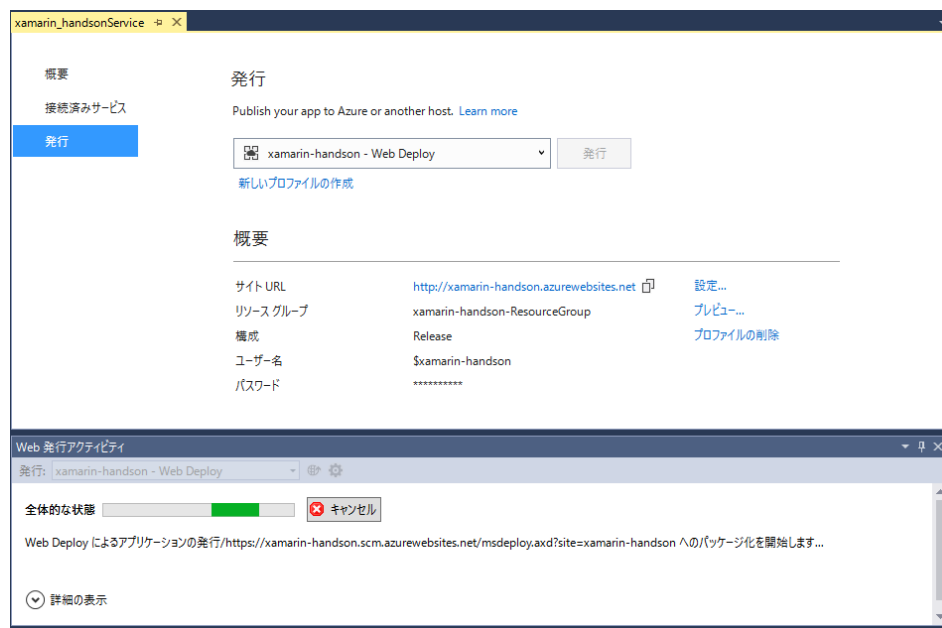 xamarin_handsonService
概要
接続済みサービス
発行
発行
Publish your app to Azure or another host. Learn more
xamarin-handson - Web Deploy
発行
新しいプロファイルの作成
概要
サイト URL http://xamarin-handson.azurewebsites.net 設定...
リソース グループ xamarin-handson-ResourceGroup プレビュー...
構成 Release プロファイルの削除
ユーザー名 $xamarin-handson
パスワード **********
Web 発行アクティビティ
発行: xamarin-handson - Web Deploy
全体的な状態 キャンセル
Web Deploy によるアプリケーションの発行/https://xamarin-handson.scm.azurewebsites.net/msdeploy.axd?site=xamarin-handson へのパッケージ化を開始します...
詳細の表示